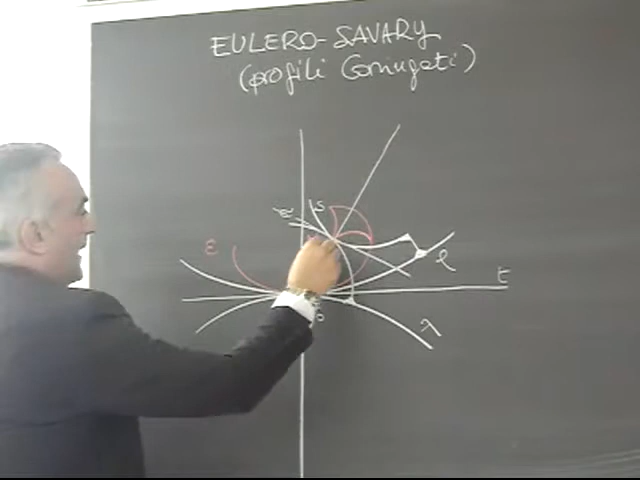 EULERO-SAVARY
(profili Coniugati)
s
ε
ρ
t
λ